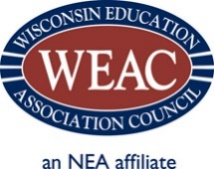 WISCONSIN EDUCATION
WEAC
ASSOCIATION COUNCIL
an NEA affiliate